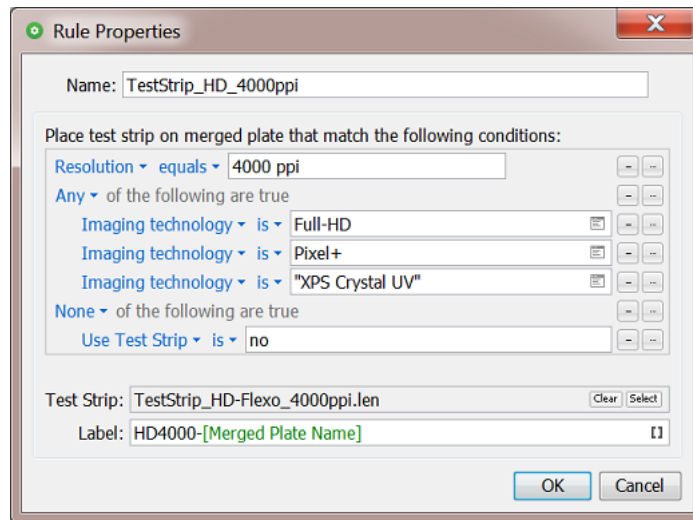 Rule Properties
Name: TestStrip_HD_4000ppi
Place test strip on merged plate that match the following conditions:
Resolution equals 4000 ppi
Any of the following are true
Imaging technology is Full-HD
Imaging technology is Pixel+
Imaging technology is "XPS Crystal UV"
None of the following are true
Use Test Strip is no
Test Strip: TestStrip_HD-Flexo_4000ppi.len Clear Select
Label: HD4000-[Merged Plate Name] []
OK Cancel